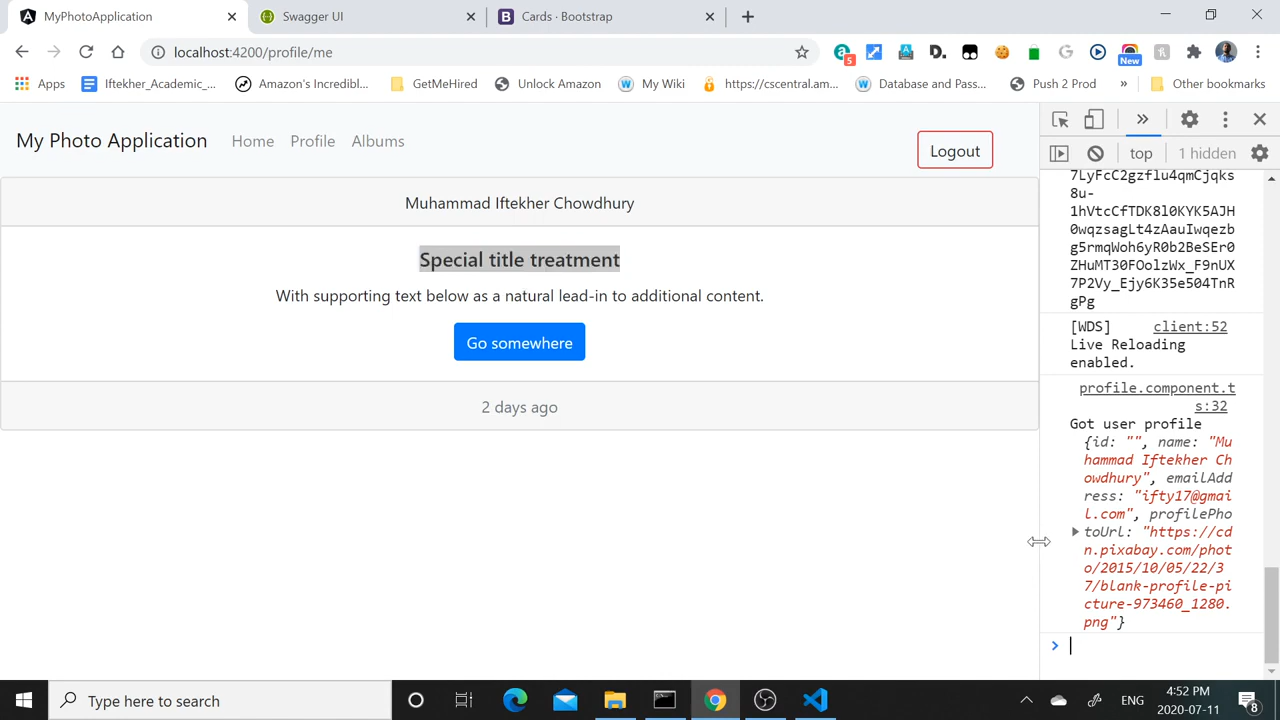 MyPhotoApplication
Swagger UI
Cards · Bootstrap
localhost:4200/profile/me
5
D.
New
Apps
Iftekher_Academic_...
Amazon's Incredibl...
GetMeHired
Unlock Amazon
My Wiki
https://cscentral.am...
Database and Pass...
Push 2 Prod
»
Other bookmarks
My Photo Application
Home
Profile
Albums
Logout
Muhammad Iftekher Chowdhury
Special title treatment
With supporting text below as a natural lead-in to additional content.
Go somewhere
2 days ago
top
1 hidden
7LyFcC2gzflu4qmCjqks
8u-
1hVtcCfTDK8l0KYK5AJH
0wqzsagLt4zAauIwqezb
g5rmqWoh6yR0b2BeSEr0
ZHuMT30FOolzWx_F9nUX
7P2Vy_Ejy6K35e504TnR
gPg
[WDS] client:52
Live Reloading
enabled.
profile.component.t
s:32
Got user profile
{id: "", name: "Mu
hammad Iftekher Ch
owdhury", emailAdd
ress: "ifty17@gmai
l.com", profilePho
toUrl: "https://cd
n.pixabay.com/phot
o/2015/10/05/22/3
7/blank-profile-pi
cture-973460_1280.
png"}
Type here to search
ENG
4:52 PM
2020-07-11
8